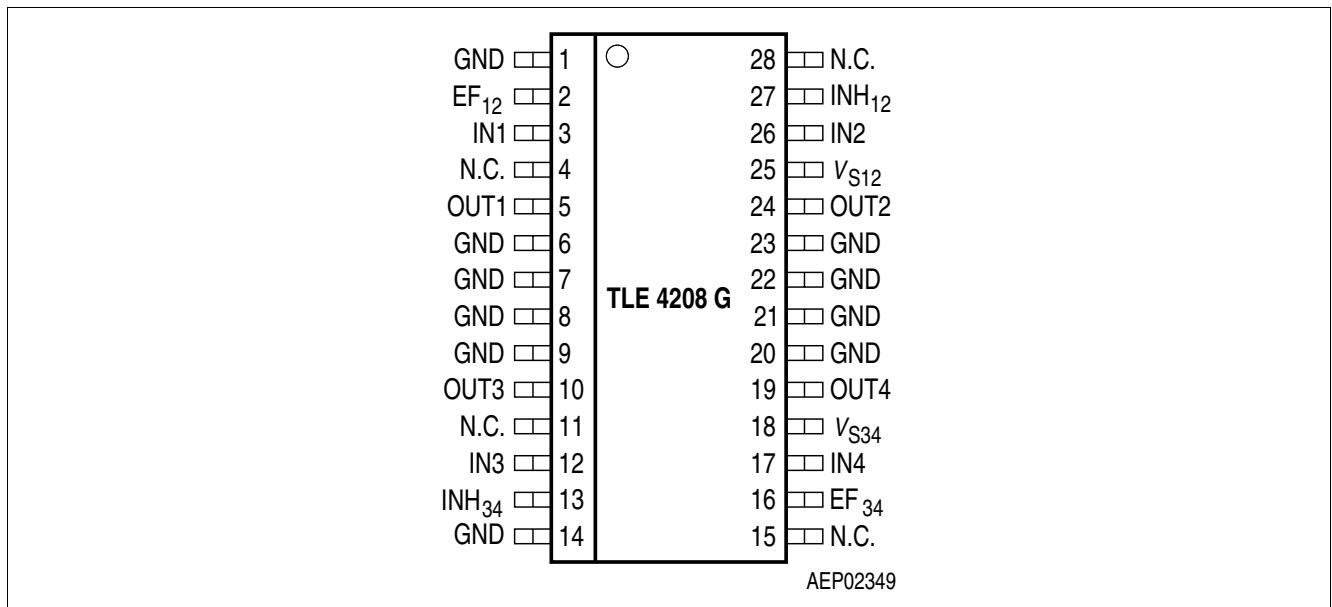 GND 1 28 N.C.
EF12 2 27 INH12
IN1 3 26 IN2
N.C. 4 25 VS12
OUT1 5 24 OUT2
GND 6 23 GND
GND 7 22 GND
TLE 4208 G
GND 8 21 GND
GND 9 20 GND
OUT3 10 19 OUT4
N.C. 11 18 VS34
IN3 12 17 IN4
INH34 13 16 EF34
GND 14 15 N.C.
AEP02349